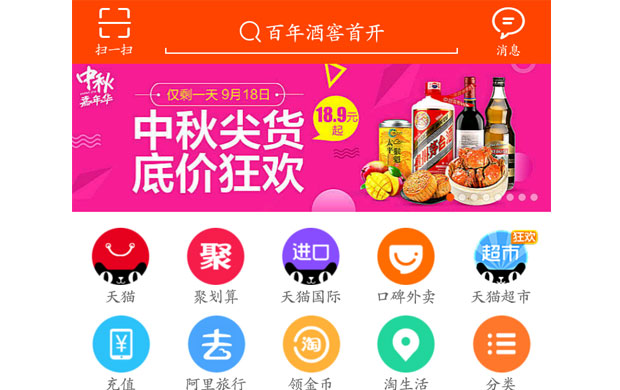 扫一扫
百年酒窖首开
消息
中秋
嘉年华
仅剩一天 9月18日
中秋尖货
底价狂欢
18.9元
起
聚
进口
超市
狂欢
天猫
聚划算
天猫国际
口碑外卖
天猫超市
¥
去
淘
充值
阿里旅行
领金币
淘生活
分类